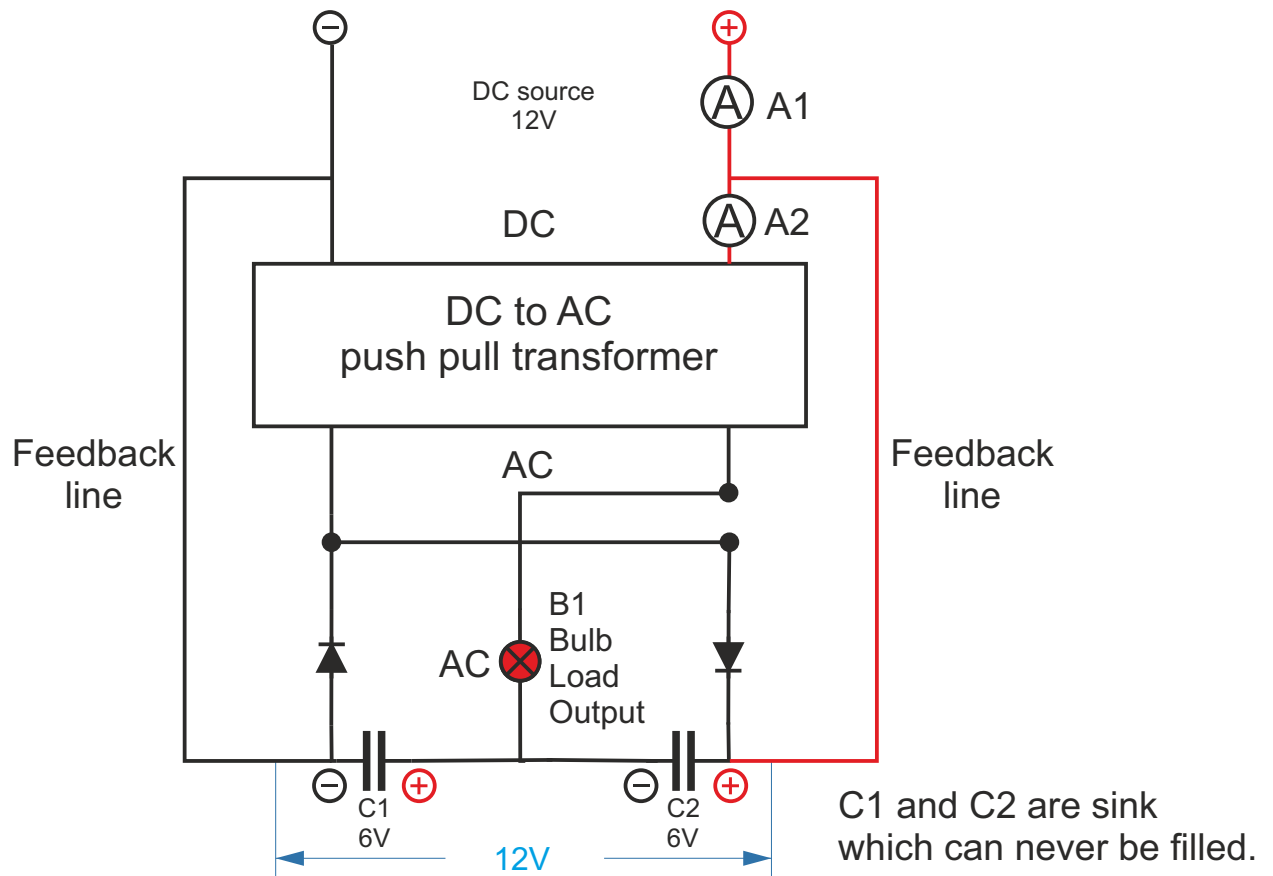 DC source
12V
A
A1
A
A2
DC
DC to AC
push pull transformer
Feedback
line
Feedback
line
AC
B1
Bulb
Load
Output
AC
C1
6V
C2
6V
12V
C1 and C2 are sink
which can never be filled.